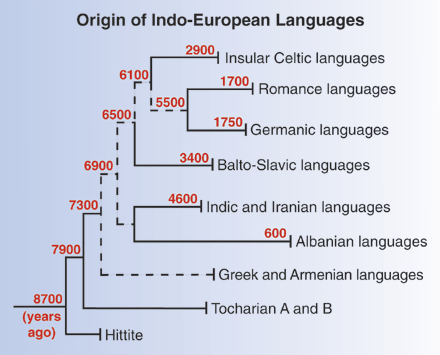 Origin of Indo-European Languages
2900 Insular Celtic languages
6100
1700 Romance languages
5500
6500
1750 Germanic languages
3400 Balto-Slavic languages
6900
4600 Indic and Iranian languages
7300
600 Albanian languages
7900
Greek and Armenian languages
8700
(years
ago)
Tocharian A and B
Hittite